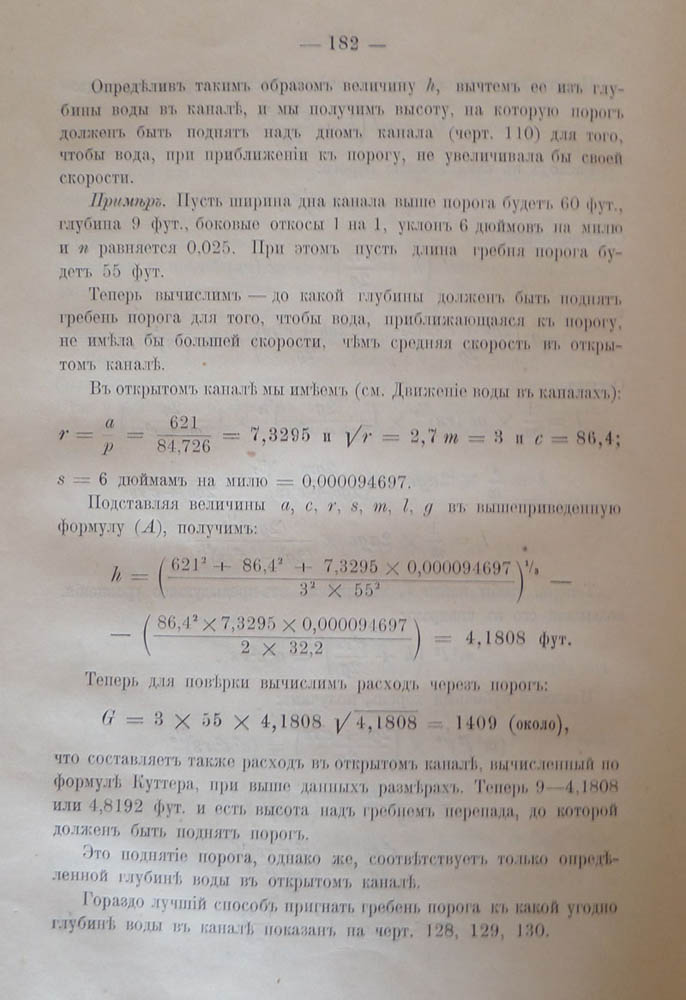 — 182 —
Опредѣливъ такимъ образомъ величину h, вычтемъ ее изъ глу-
бины воды въ каналѣ, и мы получимъ высоту, на которую порогъ
долженъ быть поднятъ надъ дномъ канала (черт. 110) для того,
чтобы вода, при приближеніи къ порогу, не увеличивала бы своей
скорости.
Примѣръ. Пусть ширина дна канала выше порога будетъ 60 фут.,
глубина 9 фут., боковые откосы 1 на 1, уклонъ 6 дюймовъ на милю
и n равняется 0,025. При этомъ пусть длина гребня порога бу-
детъ 55 фут.
Теперь вычислимъ — до какой глубины долженъ быть поднятъ
гребень порога для того, чтобы вода, приближающаяся къ порогу,
не имѣла бы большей скорости, чѣмъ средняя скорость въ откры-
томъ каналѣ.
Въ открытомъ каналѣ мы имѣемъ (см. Движеніе воды въ каналахъ):
r = a/p = 621/84,726 = 7,3295 и √r = 2,7 m = 3 и c = 86,4;
s = 6 дюймамъ на милю = 0,000094697.
Подставляя величины a, c, r, s, m, l, g въ вышеприведенную
формулу (A), получимъ:
h = (621² + 86,4² + 7,3295 × 0,000094697 / 3² × 55²)^1/3 —
— (86,4² × 7,3295 × 0,000094697 / 2 × 32,2) = 4,1808 фут.
Теперь для повѣрки вычислимъ расходъ черезъ порогъ:
G = 3 × 55 × 4,1808 √4,1808 = 1409 (около),
что составляетъ также расходъ въ открытомъ каналѣ, вычисленный по
формулѣ Куттера, при выше данныхъ размѣрахъ. Теперь 9—4,1808
или 4,8192 фут. и есть высота надъ гребнемъ перепада, до которой
долженъ быть поднятъ порогъ.
Это поднятіе порога, однако же, соотвѣтствуетъ только опредѣ-
ленной глубинѣ воды въ открытомъ каналѣ.
Гораздо лучшій способъ пригнать гребень порога къ какой угодно
глубинѣ воды въ каналѣ показанъ на черт. 128, 129, 130.